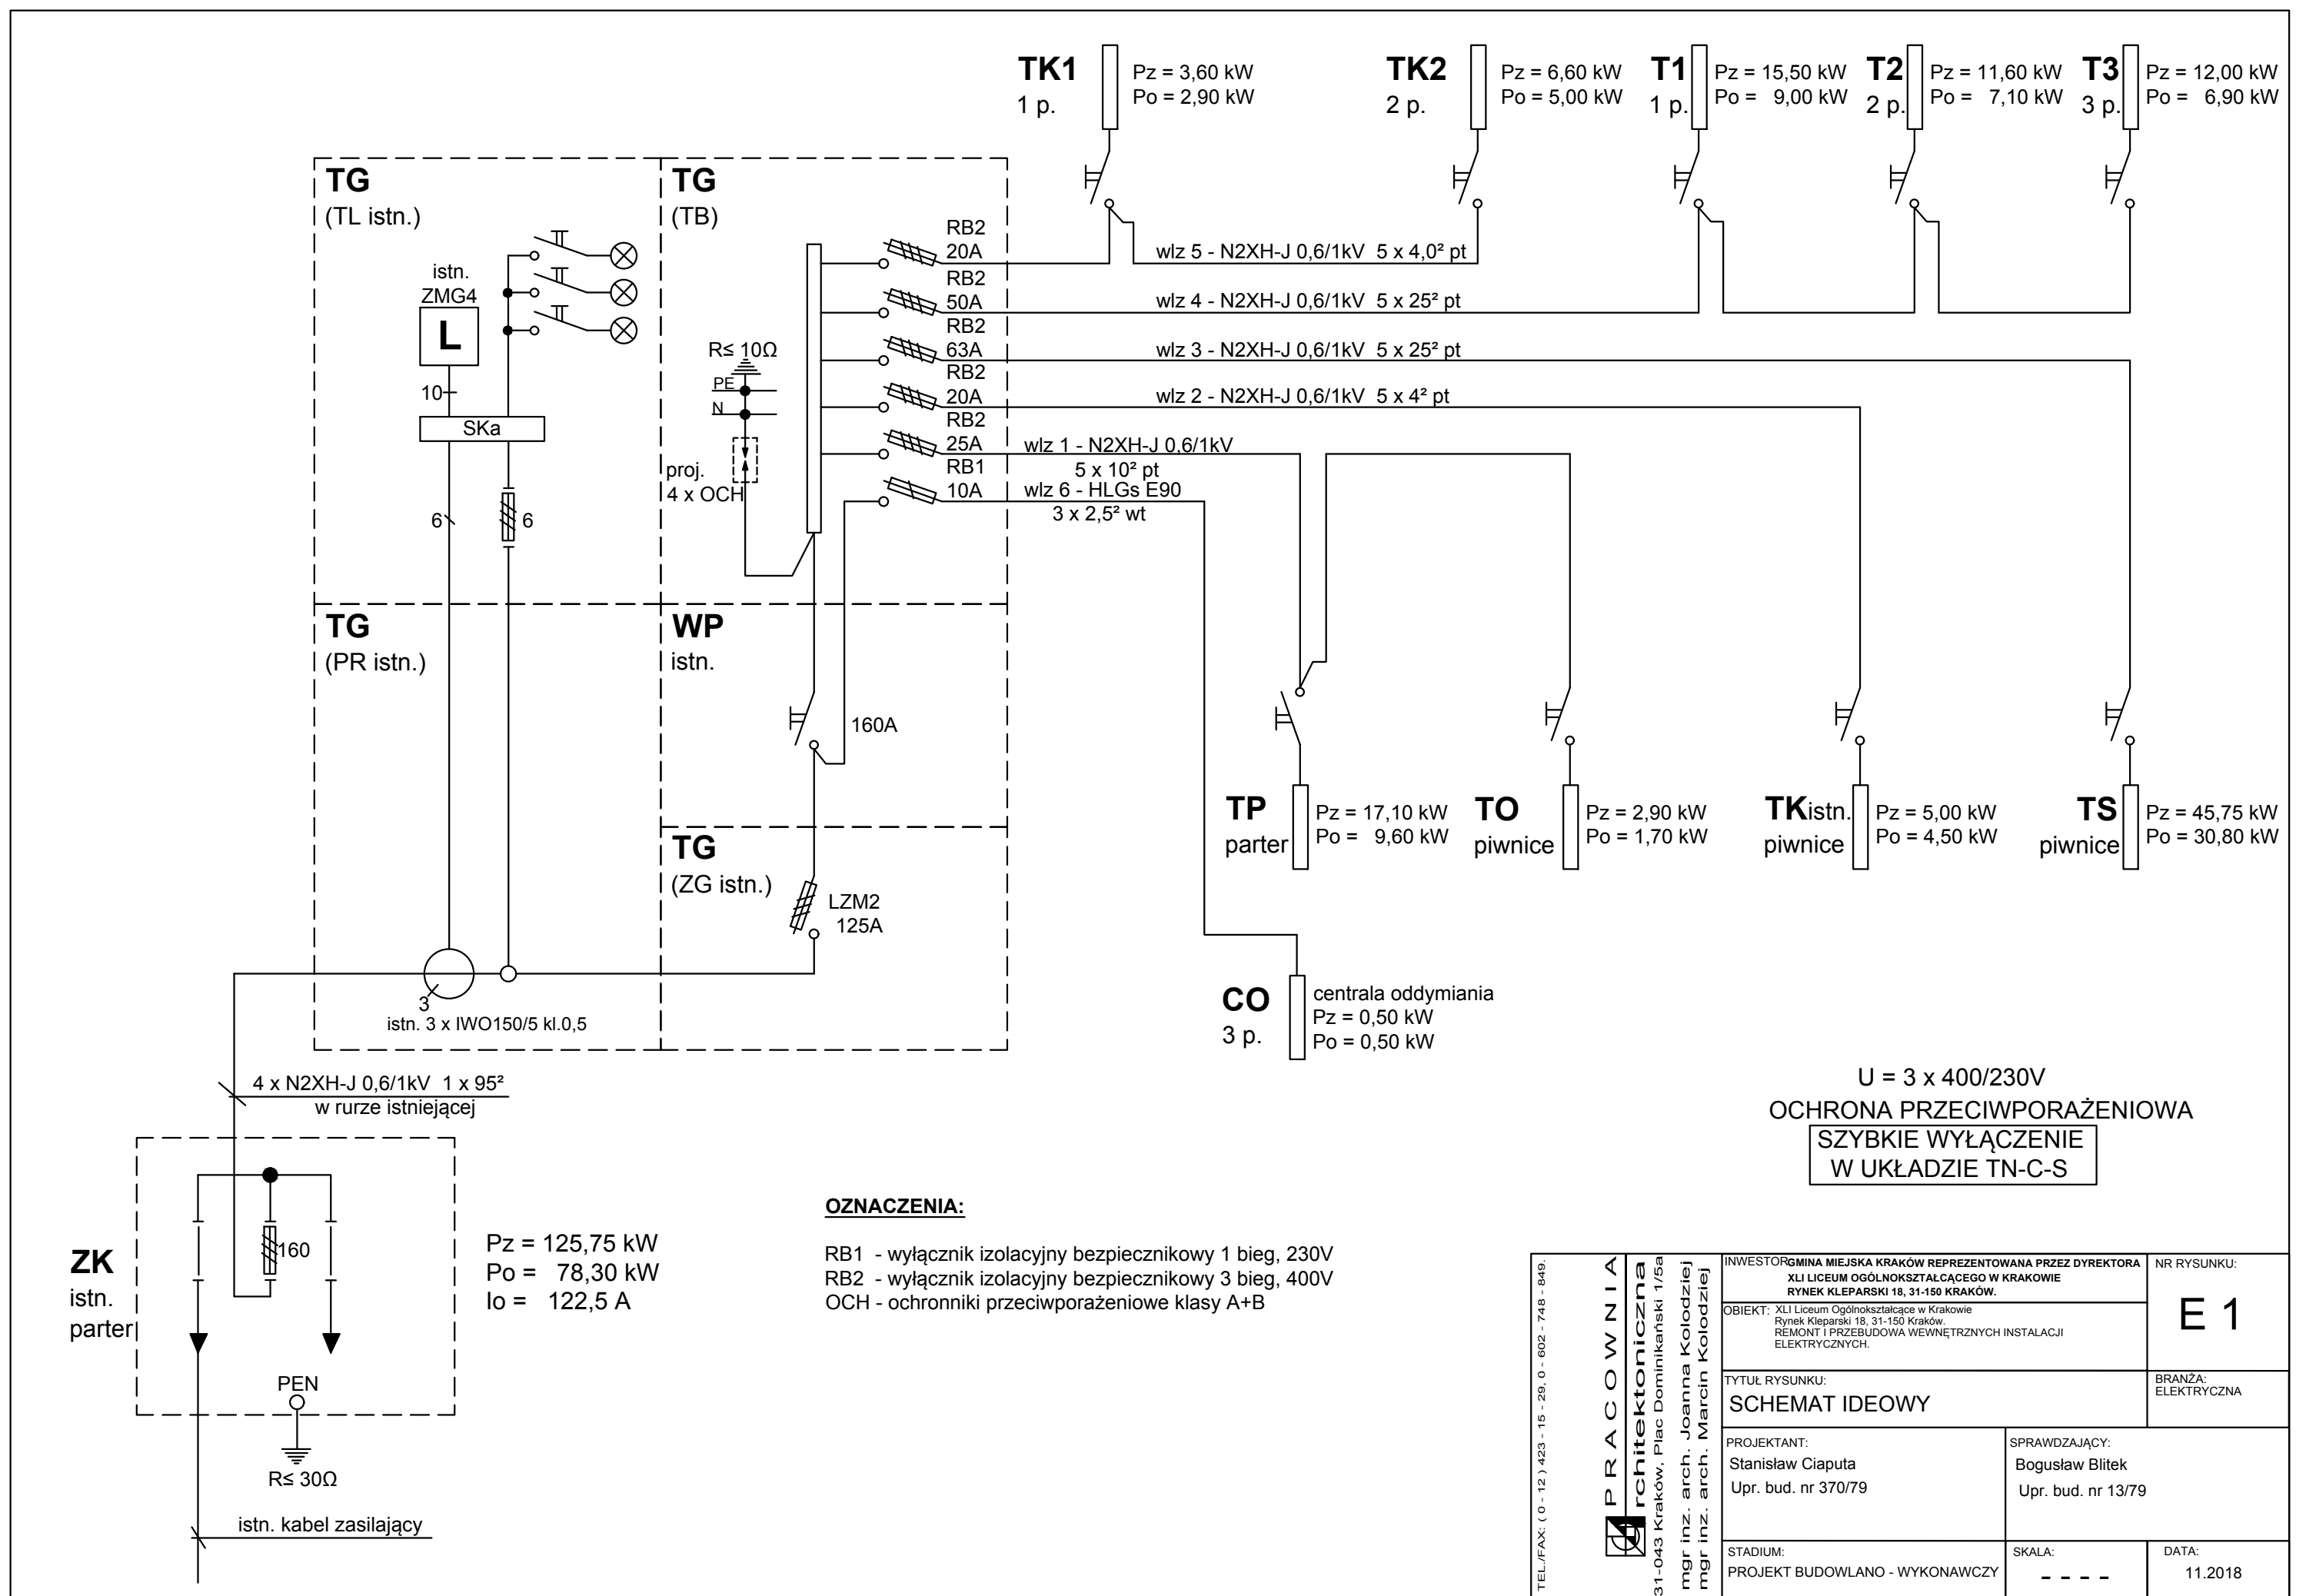 TK1
1 p.
Pz = 3,60 kW
Po = 2,90 kW
TK2
2 p.
Pz = 6,60 kW
Po = 5,00 kW
T1
1 p.
Pz = 15,50 kW
Po = 9,00 kW
T2
2 p.
Pz = 11,60 kW
Po = 7,10 kW
T3
3 p.
Pz = 12,00 kW
Po = 6,90 kW
TG
(TL istn.)
istn.
ZMG4
L
10
SKa
6
6
TG
(TB)
R≤ 10Ω
PE
N
proj.
4 x OCH
RB2
20A
RB2
50A
RB2
63A
RB2
20A
RB2
25A
RB1
10A
wlz 5 - N2XH-J 0,6/1kV 5 x 4,0² pt
wlz 4 - N2XH-J 0,6/1kV 5 x 25² pt
wlz 3 - N2XH-J 0,6/1kV 5 x 25² pt
wlz 2 - N2XH-J 0,6/1kV 5 x 4² pt
wlz 1 - N2XH-J 0,6/1kV
5 x 10² pt
wlz 6 - HLGs E90
3 x 2,5² wt
TG
(PR istn.)
WP
istn.
160A
TG
(ZG istn.)
LZM2
125A
3
istn. 3 x IWO150/5 kl.0,5
TP
parter
Pz = 17,10 kW
Po = 9,60 kW
TO
piwnice
Pz = 2,90 kW
Po = 1,70 kW
TKistn.
piwnice
Pz = 5,00 kW
Po = 4,50 kW
TS
piwnice
Pz = 45,75 kW
Po = 30,80 kW
CO
3 p.
centrala oddymiania
Pz = 0,50 kW
Po = 0,50 kW
4 x N2XH-J 0,6/1kV 1 x 95²
w rurze istniejącej
U = 3 x 400/230V
OCHRONA PRZECIWPORAŻENIOWA
SZYBKIE WYŁĄCZENIE
W UKŁADZIE TN-C-S
ZK
istn.
parter
160
PEN
R≤ 30Ω
istn. kabel zasilający
Pz = 125,75 kW
Po = 78,30 kW
Io = 122,5 A
OZNACZENIA:
RB1 - wyłącznik izolacyjny bezpiecznikowy 1 bieg, 230V
RB2 - wyłącznik izolacyjny bezpiecznikowy 3 bieg, 400V
OCH - ochronniki przeciwporażeniowe klasy A+B
TEL./FAX: ( 0 - 12 ) 423 - 15 - 29, 0 - 602 - 748 - 849.
PRACOWNIA
rchitektoniczna
31-043 Kraków, Plac Dominikański 1/5a
mgr inz. arch. Joanna Kołodziej
mgr inz. arch. Marcin Kołodziej
INWESTOR GMINA MIEJSKA KRAKÓW REPREZENTOWANA PRZEZ DYREKTORA
XLI LICEUM OGÓLNOKSZTAŁCĄCEGO W KRAKOWIE
RYNEK KLEPARSKI 18, 31-150 KRAKÓW.
NR RYSUNKU:
E 1
OBIEKT: XLI Liceum Ogólnokształcące w Krakowie
Rynek Kleparski 18, 31-150 Kraków.
REMONT I PRZEBUDOWA WEWNĘTRZNYCH INSTALACJI
ELEKTRYCZNYCH.
TYTUŁ RYSUNKU:
SCHEMAT IDEOWY
BRANŻA:
ELEKTRYCZNA
PROJEKTANT:
Stanisław Ciaputa
Upr. bud. nr 370/79
SPRAWDZAJĄCY:
Bogusław Blitek
Upr. bud. nr 13/79
STADIUM:
PROJEKT BUDOWLANO - WYKONAWCZY
SKALA:
- - - -
DATA:
11.2018